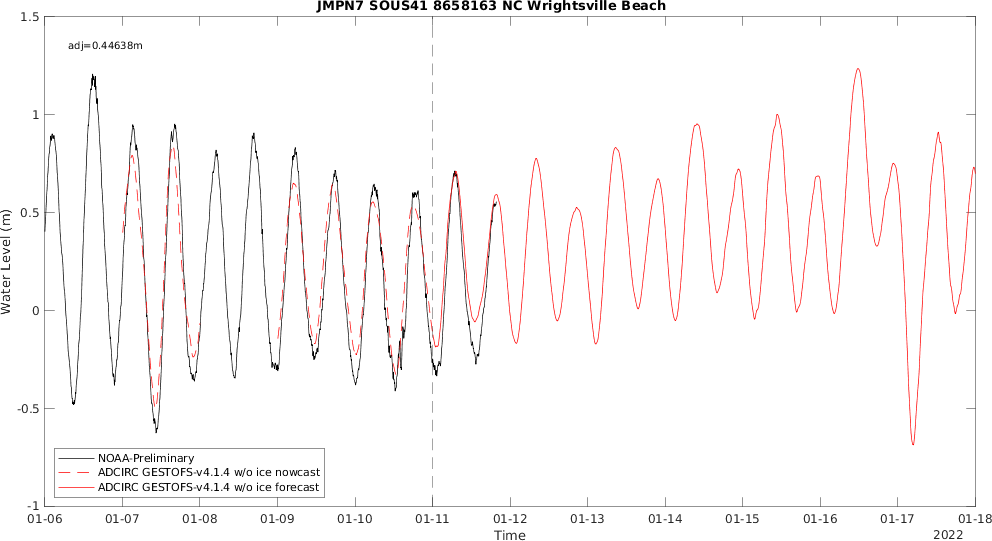 JMPN7 SOUS41 8658163 NC Wrightsville Beach
adj=0.44638m
1.5
1
0.5
0
-0.5
-1
Water Level (m)
NOAA-Preliminary
ADCIRC GESTOFS-v4.1.4 w/o ice nowcast
ADCIRC GESTOFS-v4.1.4 w/o ice forecast
01-06 01-07 01-08 01-09 01-10 01-11 01-12 01-13 01-14 01-15 01-16 01-17 01-18
Time
2022